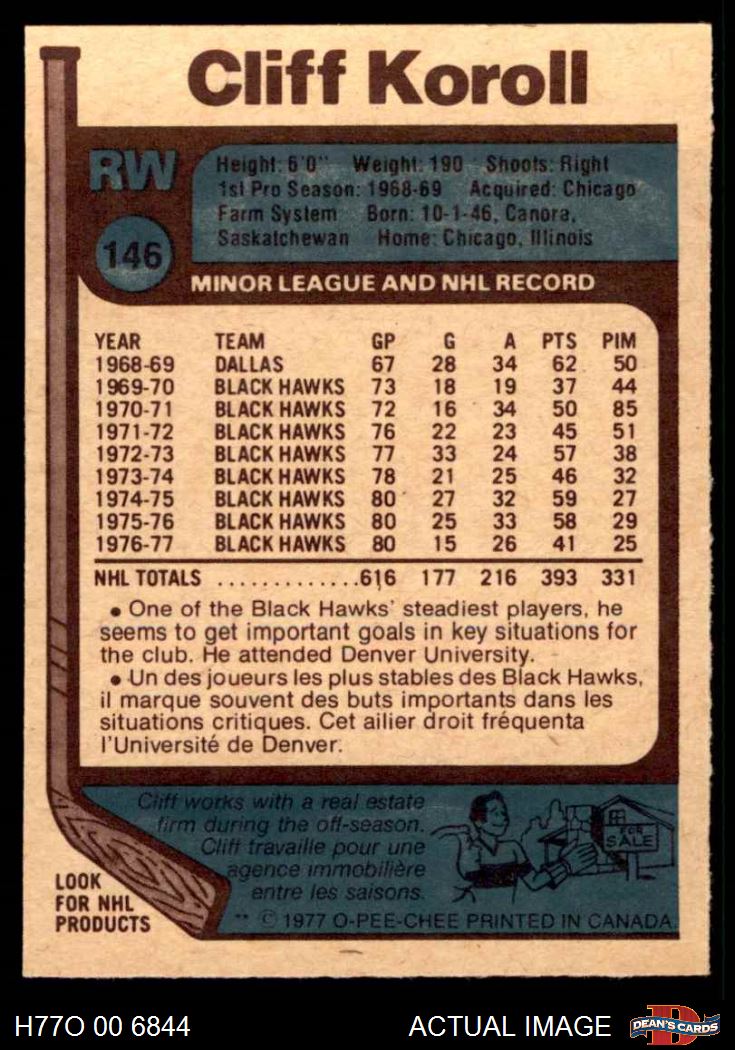 Cliff Koroll
RW
Height: 6'0" Weight: 190 Shoots: Right
1st Pro Season: 1968-69 Acquired: Chicago
Farm System Born: 10-1-46, Canora,
Saskatchewan Home: Chicago, Illinois
146
MINOR LEAGUE AND NHL RECORD
YEAR TEAM GP G A PTS PIM
1968-69 DALLAS 67 28 34 62 50
1969-70 BLACK HAWKS 73 18 19 37 44
1970-71 BLACK HAWKS 72 16 34 50 85
1971-72 BLACK HAWKS 76 22 23 45 51
1972-73 BLACK HAWKS 77 33 24 57 38
1973-74 BLACK HAWKS 78 21 25 46 32
1974-75 BLACK HAWKS 80 27 32 59 27
1975-76 BLACK HAWKS 80 25 33 58 29
1976-77 BLACK HAWKS 80 15 26 41 25
NHL TOTALS .............616 177 216 393 331
• One of the Black Hawks' steadiest players, he
seems to get important goals in key situations for
the club. He attended Denver University.
• Un des joueurs les plus stables des Black Hawks,
il marque souvent des buts importants dans les
situations critiques. Cet ailier droit fréquenta
l'Université de Denver.
Cliff works with a real estate
firm during the off-season.
Cliff travaille pour une
agence immobilière
entre les saisons.
FOR
SALE
LOOK
FOR NHL
PRODUCTS
** © 1977 O-PEE-CHEE PRINTED IN CANADA.
H77O 00 6844
ACTUAL IMAGE
D
DEAN'S CARDS